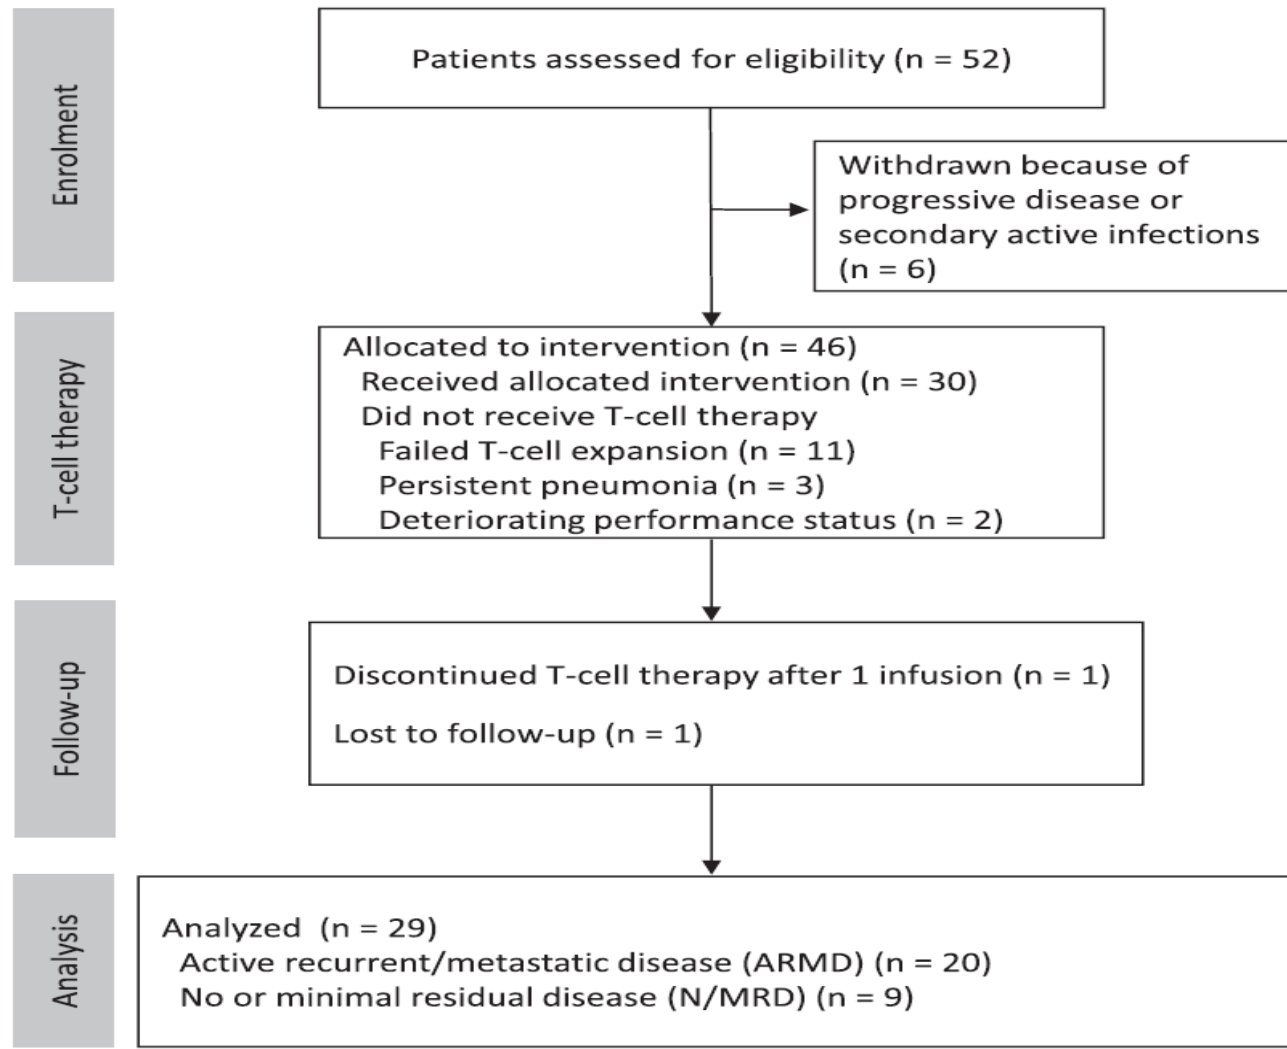 Enrolment
Patients assessed for eligibility (n = 52)
Withdrawn because of
progressive disease or
secondary active infections
(n = 6)
T-cell therapy
Allocated to intervention (n = 46)
Received allocated intervention (n = 30)
Did not receive T-cell therapy
Failed T-cell expansion (n = 11)
Persistent pneumonia (n = 3)
Deteriorating performance status (n = 2)
Follow-up
Discontinued T-cell therapy after 1 infusion (n = 1)
Lost to follow-up (n = 1)
Analysis
Analyzed (n = 29)
Active recurrent/metastatic disease (ARMD) (n = 20)
No or minimal residual disease (N/MRD) (n = 9)